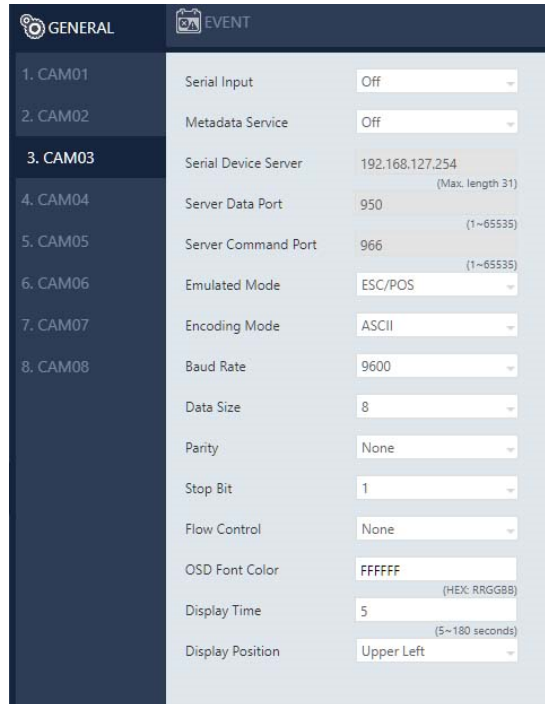 GENERAL
EVENT
1. CAM01
2. CAM02
3. CAM03
4. CAM04
5. CAM05
6. CAM06
7. CAM07
8. CAM08
Serial Input Off
Metadata Service Off
Serial Device Server 192.168.127.254
(Max. length 31)
Server Data Port 950
(1~65535)
Server Command Port 966
(1~65535)
Emulated Mode ESC/POS
Encoding Mode ASCII
Baud Rate 9600
Data Size 8
Parity None
Stop Bit 1
Flow Control None
OSD Font Color FFFFFF
(HEX: RRGGBB)
Display Time 5
(5~180 seconds)
Display Position Upper Left